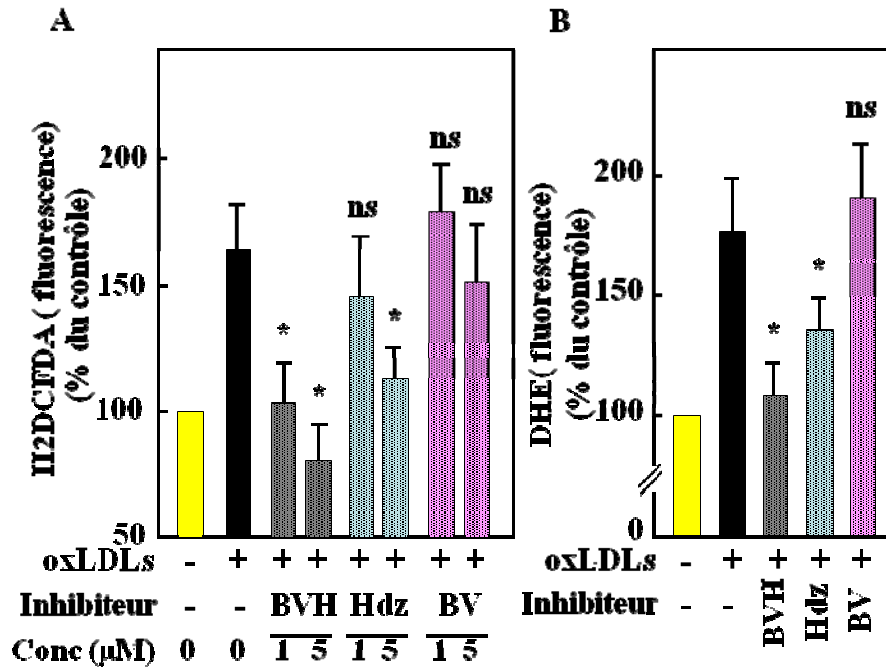 A
H2DCFDA( fluorescence)
(% du contrôle)
200
150
100
50
ns
ns
ns
*
*
*
oxLDLs - + + + + + + +
Inhibiteur - - BVH Hdz BV
Conc (µM) 0 0 1 5 1 5 1 5
B
DHE( fluorescence)
(% du contrôle)
200
150
100
0
ns
*
*
oxLDLs - + + + +
Inhibiteur - - BVH Hdz BV